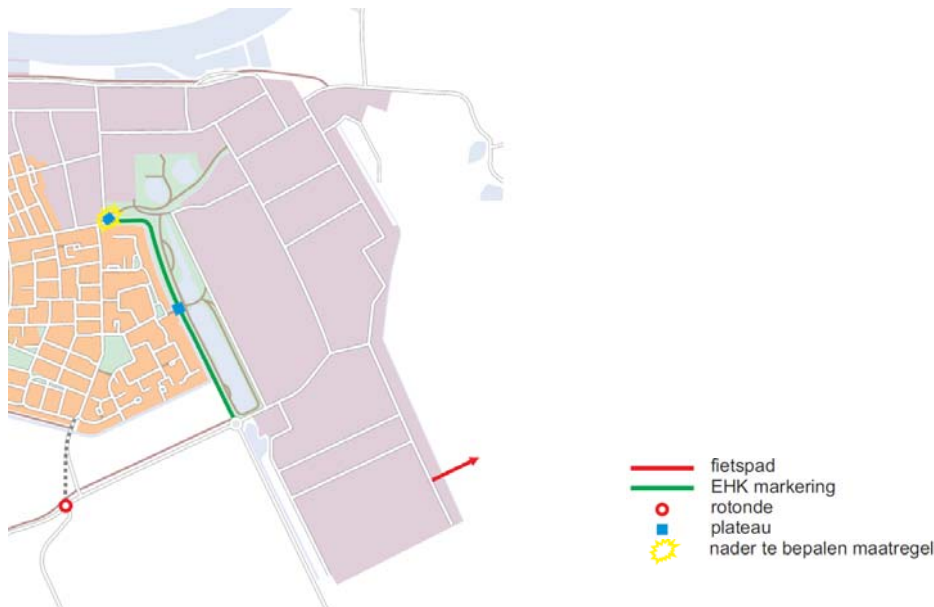 fietspad
EHK markering
rotonde
plateau
nader te bepalen maatregel